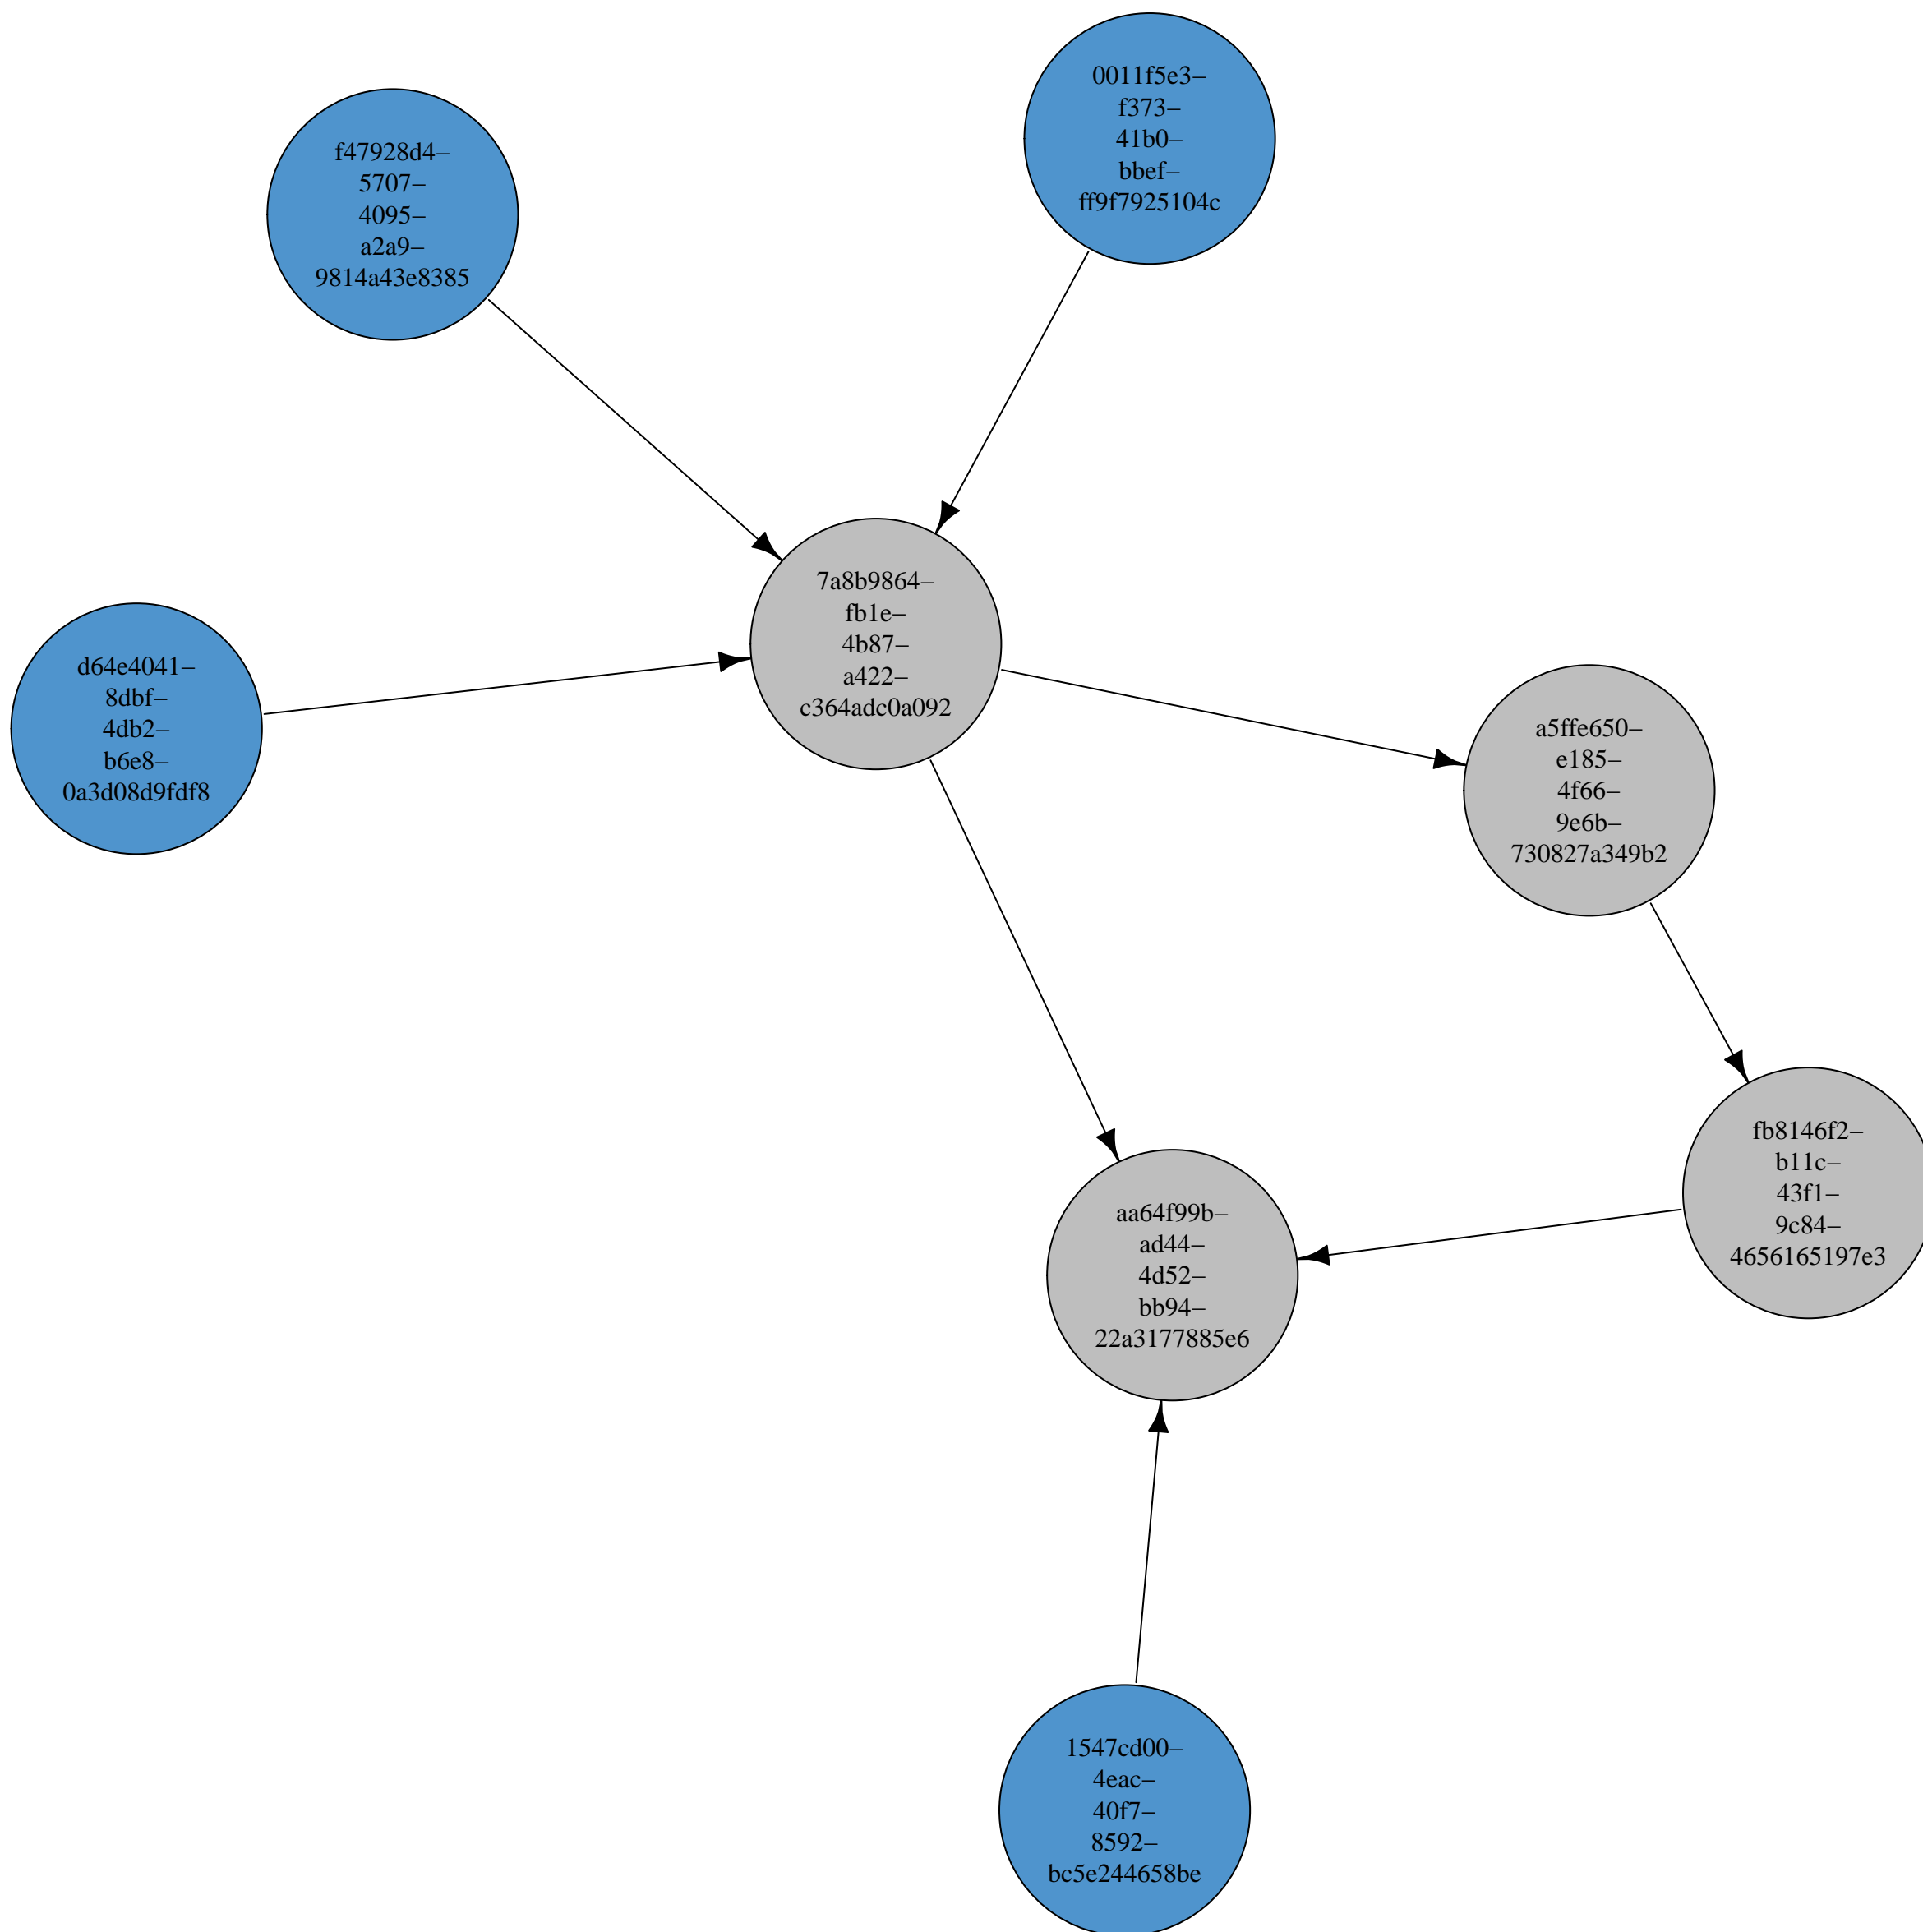 0011f5e3–
f373–
41b0–
bbef–
ff9f7925104c
f47928d4–
5707–
4095–
a2a9–
9814a43e8385
7a8b9864–
fb1e–
4b87–
a422–
c364adc0a092
d64e4041–
8dbf–
4db2–
b6e8–
0a3d08d9fdf8
a5ffe650–
e185–
4f66–
9e6b–
730827a349b2
fb8146f2–
b11c–
43f1–
9c84–
4656165197e3
aa64f99b–
ad44–
4d52–
bb94–
22a3177885e6
1547cd00–
4eac–
40f7–
8592–
bc5e244658be